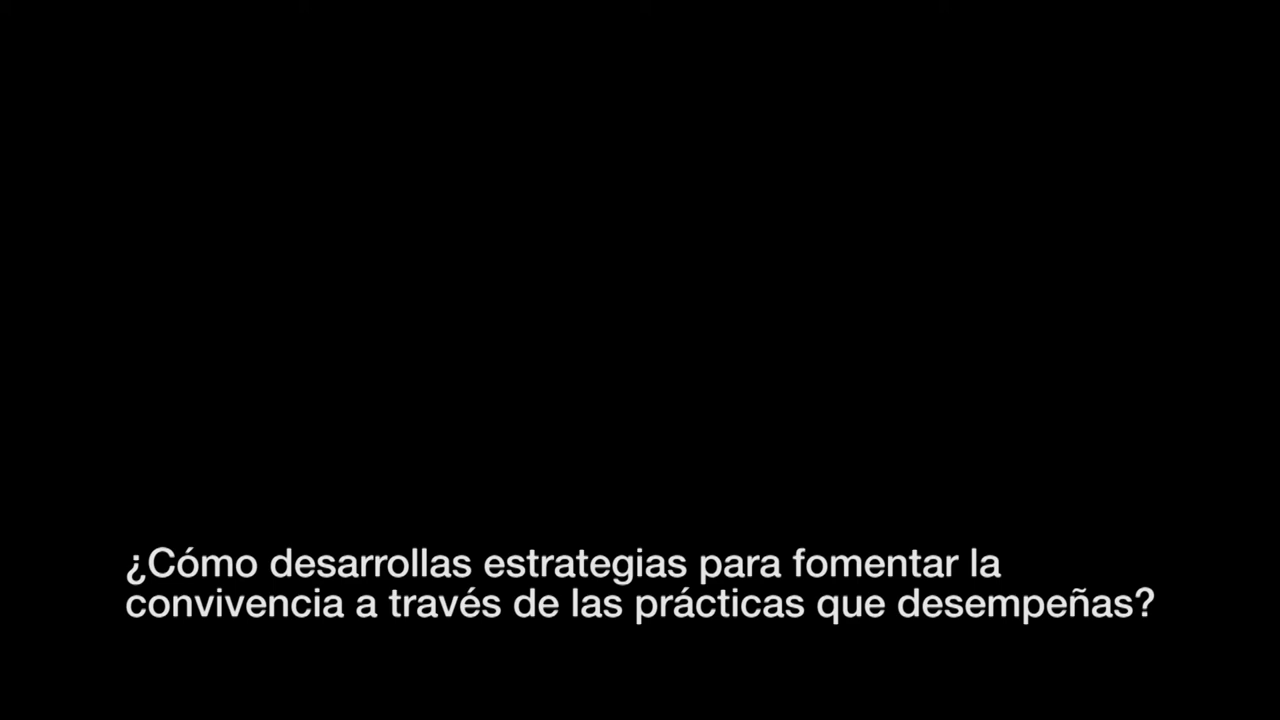 ¿Cómo desarrollas estrategias para fomentar la
convivencia a través de las prácticas que desempeñas?